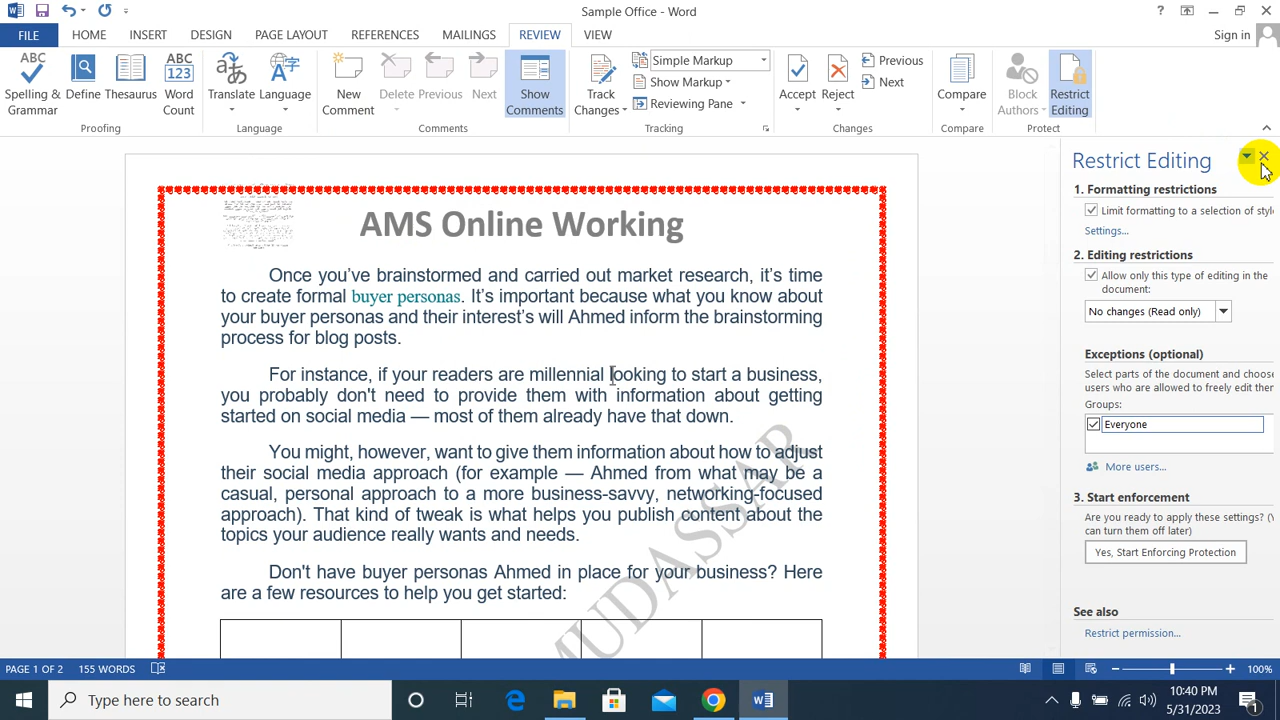 Sample Office - Word
FILE HOME INSERT DESIGN PAGE LAYOUT REFERENCES MAILINGS REVIEW VIEW
Sign in
Spelling & Grammar
Define
Thesaurus
Word Count
Proofing
Translate
Language
Language
New Comment
Delete
Previous
Next
Show Comments
Comments
Track Changes
Simple Markup
Show Markup
Reviewing Pane
Tracking
Accept
Reject
Previous
Next
Changes
Compare
Compare
Block Authors
Restrict Editing
Protect
AMS Online Working
Once you’ve brainstormed and carried out market research, it’s time
to create formal buyer personas. It’s important because what you know about
your buyer personas and their interest’s will Ahmed inform the brainstorming
process for blog posts.
For instance, if your readers are millennial looking to start a business,
you probably don't need to provide them with information about getting
started on social media — most of them already have that down.
You might, however, want to give them information about how to adjust
their social media approach (for example — Ahmed from what may be a
casual, personal approach to a more business-savvy, networking-focused
approach). That kind of tweak is what helps you publish content about the
topics your audience really wants and needs.
Don't have buyer personas Ahmed in place for your business? Here
are a few resources to help you get started:
MUDASSAR
Restrict Editing
1. Formatting restrictions
Limit formatting to a selection of styl
Settings...
2. Editing restrictions
Allow only this type of editing in the
document:
No changes (Read only)
Exceptions (optional)
Select parts of the document and choose
users who are allowed to freely edit them
Groups:
Everyone
More users...
3. Start enforcement
Are you ready to apply these settings? (Y
can turn them off later)
Yes, Start Enforcing Protection
See also
Restrict permission...
PAGE 1 OF 2 155 WORDS
100%
Type here to search
10:40 PM
5/31/2023
1